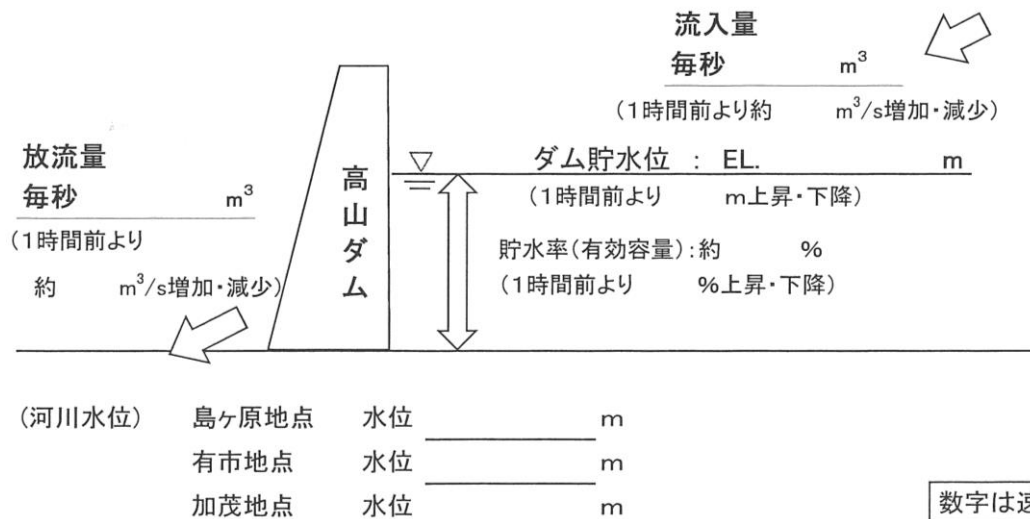 流入量
毎秒 m³
(1時間前より約 m³/s増加・減少)
放流量
毎秒 m³
(1時間前より
約 m³/s増加・減少)
高山ダム
ダム貯水位 : EL. m
(1時間前より m上昇・下降)
貯水率(有効容量):約 %
(1時間前より %上昇・下降)
(河川水位) 島ヶ原地点 水位 m
有市地点 水位 m
加茂地点 水位 m
数字は速